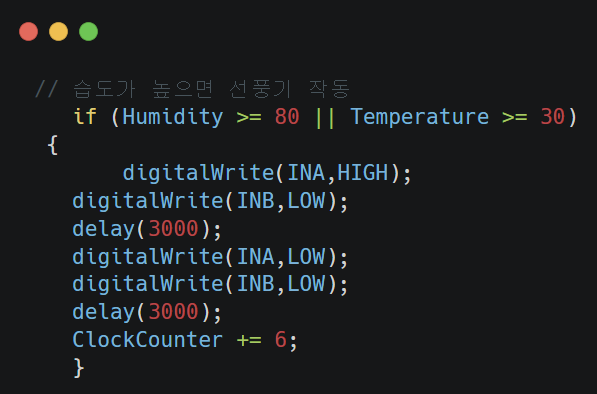 // 습도가 높으면 선풍기 작동
if (Humidity >= 80 || Temperature >= 30)
{
digitalWrite(INA,HIGH);
digitalWrite(INB,LOW);
delay(3000);
digitalWrite(INA,LOW);
digitalWrite(INB,LOW);
delay(3000);
ClockCounter += 6;
}